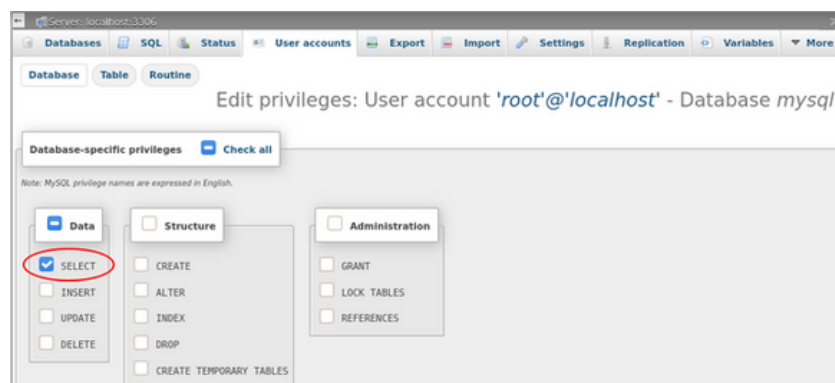 Server: localhost:3306
Databases SQL Status User accounts Export Import Settings Replication Variables More
Database Table Routine
Edit privileges: User account 'root'@'localhost' - Database mysql
Database-specific privileges Check all
Note: MySQL privilege names are expressed in English.
Data Structure Administration
SELECT CREATE GRANT
INSERT ALTER LOCK TABLES
UPDATE INDEX REFERENCES
DELETE DROP
CREATE TEMPORARY TABLES